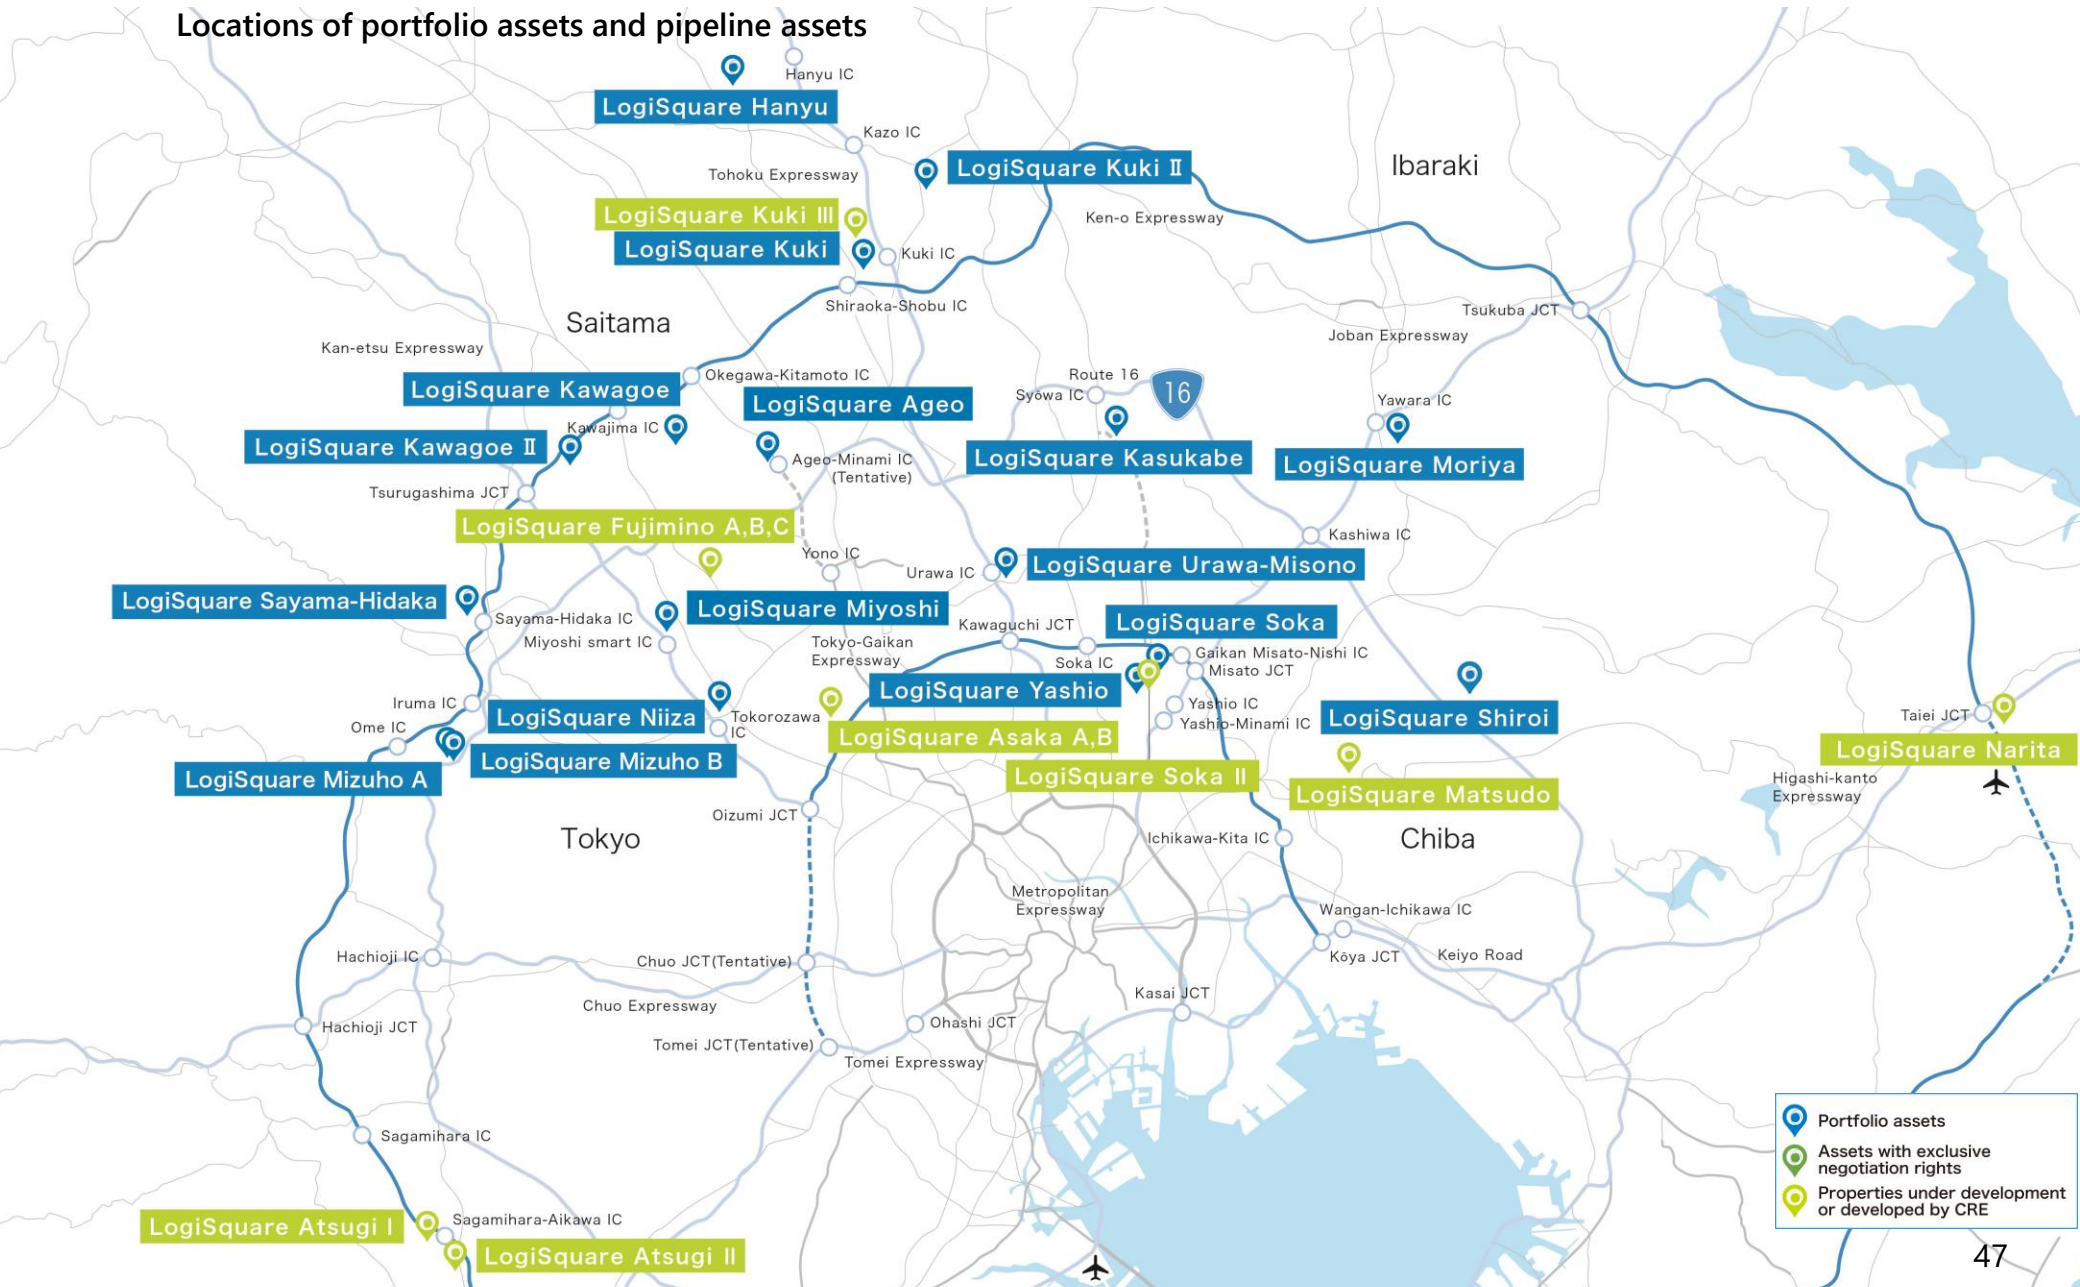 Locations of portfolio assets and pipeline assets
Hanyu IC
LogiSquare Hanyu
Kazo IC
Tohoku Expressway
LogiSquare Kuki Ⅱ
Ibaraki
LogiSquare Kuki Ⅲ
Ken-o Expressway
LogiSquare Kuki
Kuki IC
Shiraoka-Shobu IC
Tsukuba JCT
Saitama
Joban Expressway
Kan-etsu Expressway
Okegawa-Kitamoto IC
Route 16
16
LogiSquare Kawagoe
Syōwa IC
LogiSquare Ageo
Yawara IC
Kawajima IC
LogiSquare Kawagoe Ⅱ
Ageo-Minami IC
(Tentative)
LogiSquare Kasukabe
LogiSquare Moriya
Tsurugashima JCT
LogiSquare Fujimino A,B,C
Kashiwa IC
Yono IC
Urawa IC
LogiSquare Urawa-Misono
LogiSquare Sayama-Hidaka
LogiSquare Miyoshi
Sayama-Hidaka IC
Kawaguchi JCT
LogiSquare Soka
Miyoshi smart IC
Tokyo-Gaikan
Expressway
Soka IC
Gaikan Misato-Nishi IC
Misato JCT
LogiSquare Yashio
Iruma IC
LogiSquare Niiza
Tokorozawa
IC
Yashio IC
Yashio-Minami IC
LogiSquare Shiroi
Taiei JCT
Ome IC
LogiSquare Asaka A,B
LogiSquare Narita
LogiSquare Mizuho B
LogiSquare Mizuho A
LogiSquare Soka Ⅱ
LogiSquare Matsudo
Higashi-kanto
Expressway
Oizumi JCT
Tokyo
Ichikawa-Kita IC
Chiba
Metropolitan
Expressway
Wangan-Ichikawa IC
Hachioji IC
Chuo JCT(Tentative)
Kōya JCT
Keiyo Road
Chuo Expressway
Kasai JCT
Hachioji JCT
Ohashi JCT
Tomei JCT(Tentative)
Tomei Expressway
Sagamihara IC
Portfolio assets
Assets with exclusive
negotiation rights
Properties under development
or developed by CRE
LogiSquare Atsugi Ⅰ
Sagamihara-Aikawa IC
LogiSquare Atsugi Ⅱ
47